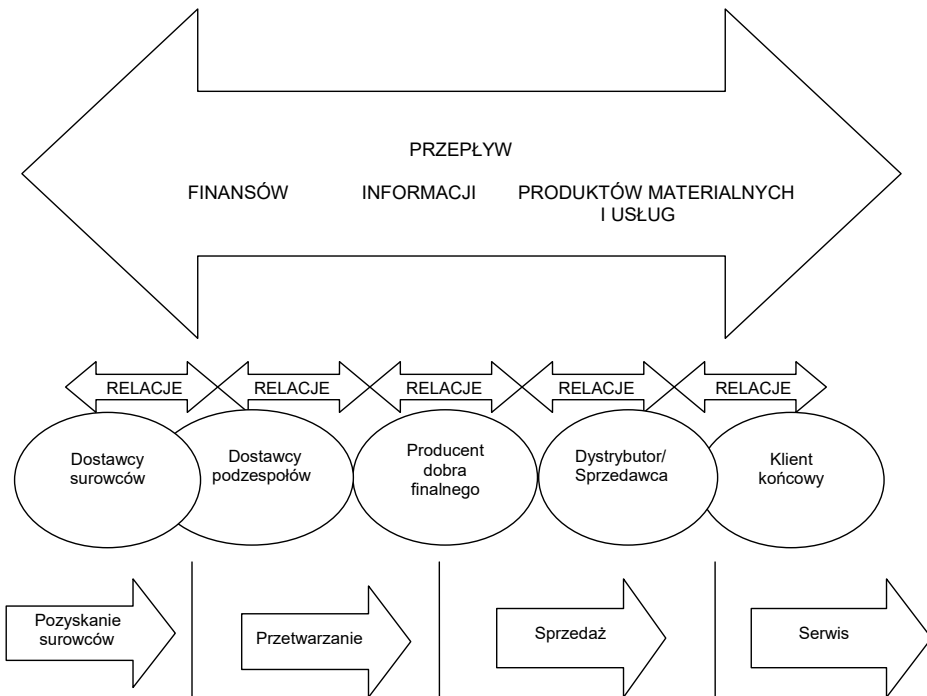 PRZEPŁYW
FINANSÓW INFORMACJI PRODUKTÓW MATERIALNYCH
I USŁUG
RELACJE RELACJE RELACJE RELACJE RELACJE
Dostawcy
surowców
Dostawcy
podzespołów
Producent
dobra
finalnego
Dystrybutor/
Sprzedawca
Klient
końcowy
Pozyskanie
surowców
Przetwarzanie
Sprzedaż
Serwis